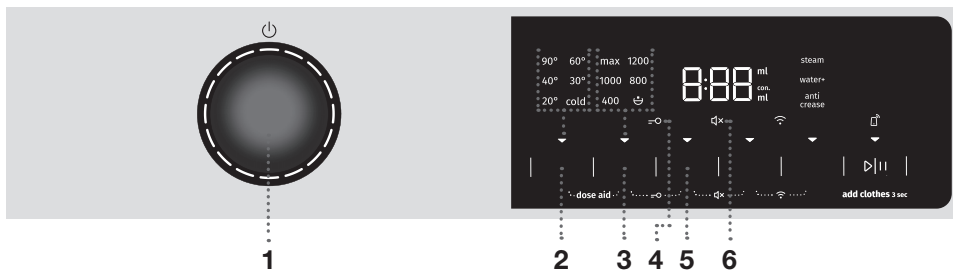 90° 60° max 1200 8:88 ml steam
40° 30° 1000 800 con. ml water+
20° cold 400 anti crease
dose aid add clothes 3 sec
1 2 3 4 5 6